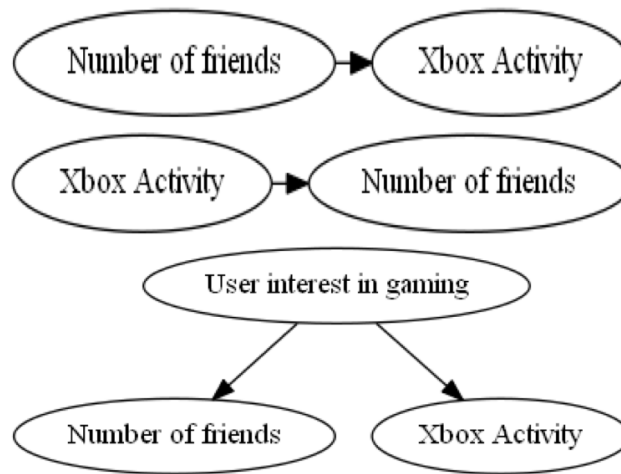 Number of friends
Xbox Activity
Xbox Activity
Number of friends
User interest in gaming
Number of friends
Xbox Activity